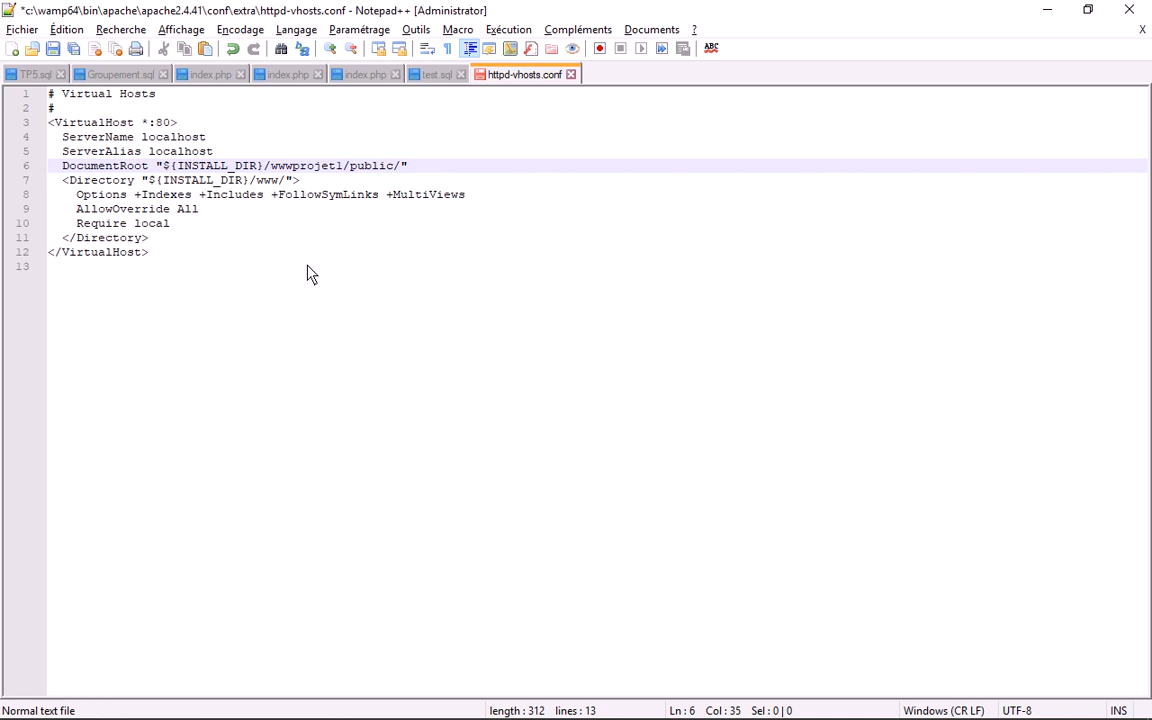 *c:\wamp64\bin\apache\apache2.4.41\conf\extra\httpd-vhosts.conf - Notepad++ [Administrator]
Fichier Édition Recherche Affichage Encodage Langage Paramétrage Outils Macro Exécution Compléments Documents ? X
ABC
TP5.sql Groupement.sql index.php index.php index.php test.sql httpd-vhosts.conf
1 # Virtual Hosts
2 #
3 <VirtualHost *:80>
4 ServerName localhost
5 ServerAlias localhost
6 DocumentRoot "${INSTALL_DIR}/wwwprojet1/public/"
7 <Directory "${INSTALL_DIR}/www/">
8 Options +Indexes +Includes +FollowSymLinks +MultiViews
9 AllowOverride All
10 Require local
11 </Directory>
12 </VirtualHost>
13
Normal text file length : 312 lines : 13 Ln : 6 Col : 35 Sel : 0 | 0 Windows (CR LF) UTF-8 INS